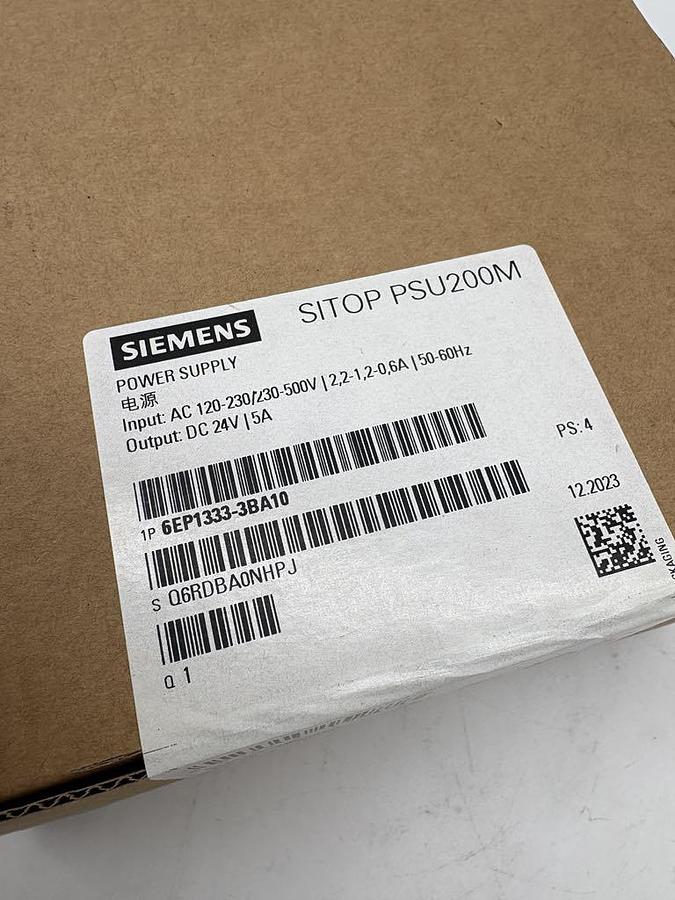 SIEMENS
SITOP PSU200M
POWER SUPPLY
电源
Input: AC 120-230/230-500V | 2,2-1,2-0,6A | 50-60Hz
Output: DC 24V | 5A
PS: 4
1P 6EP1333-3BA10
12.2023
S Q6RDBA0NHPJ
Q 1